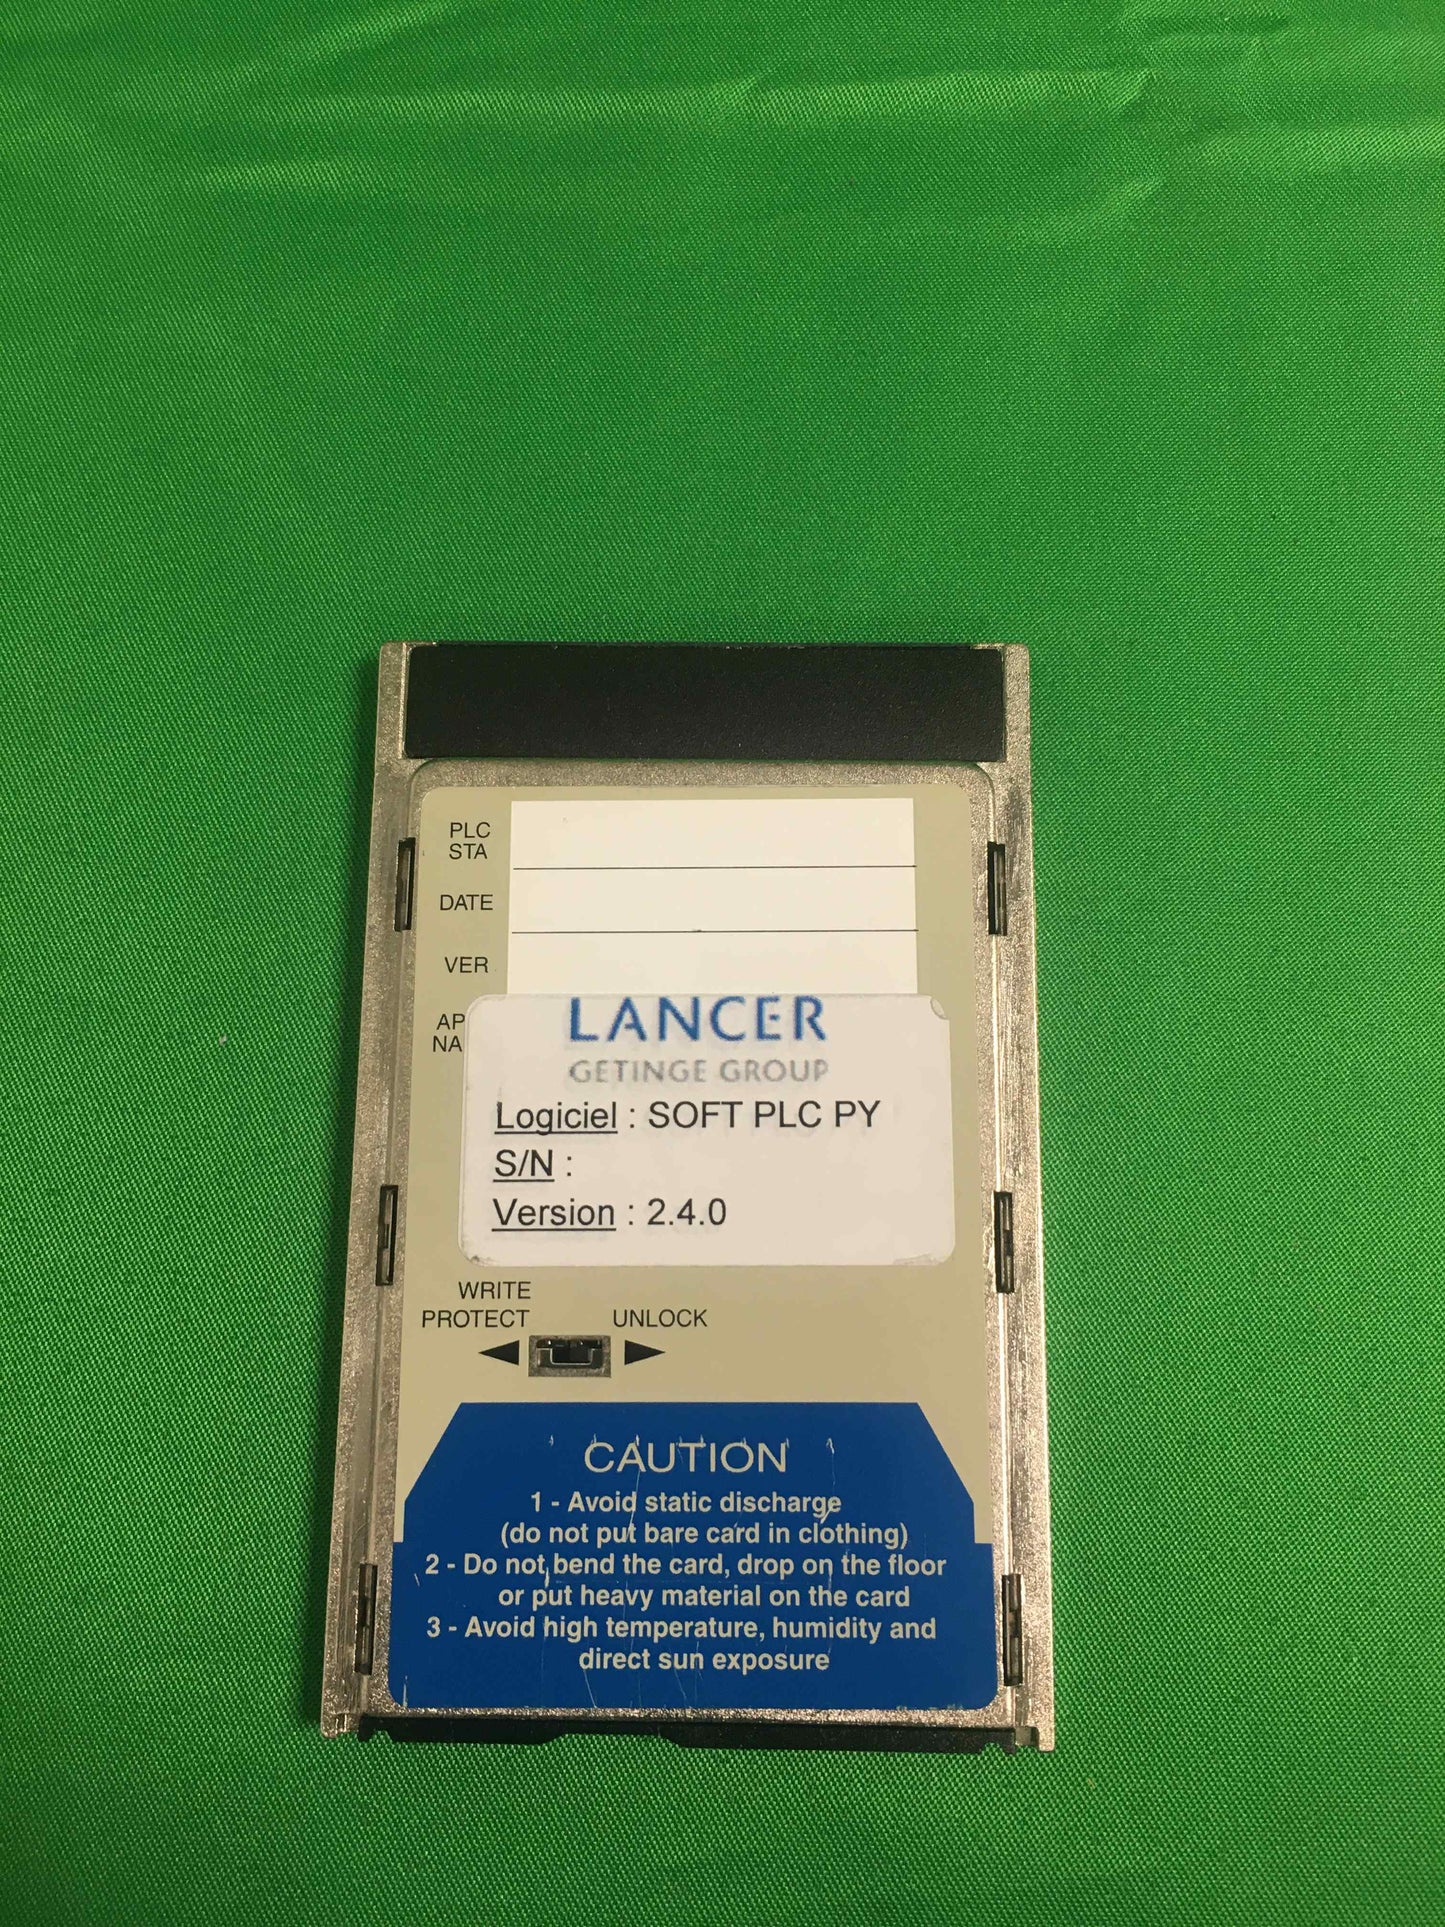 PLC
STA
DATE
VER
AP
NA
LANCER
GETINGE GROUP
Logiciel : SOFT PLC PY
S/N :
Version : 2.4.0
WRITE
PROTECT
UNLOCK
CAUTION
1 - Avoid static discharge
(do not put bare card in clothing)
2 - Do not bend the card, drop on the floor
or put heavy material on the card
3 - Avoid high temperature, humidity and
direct sun exposure